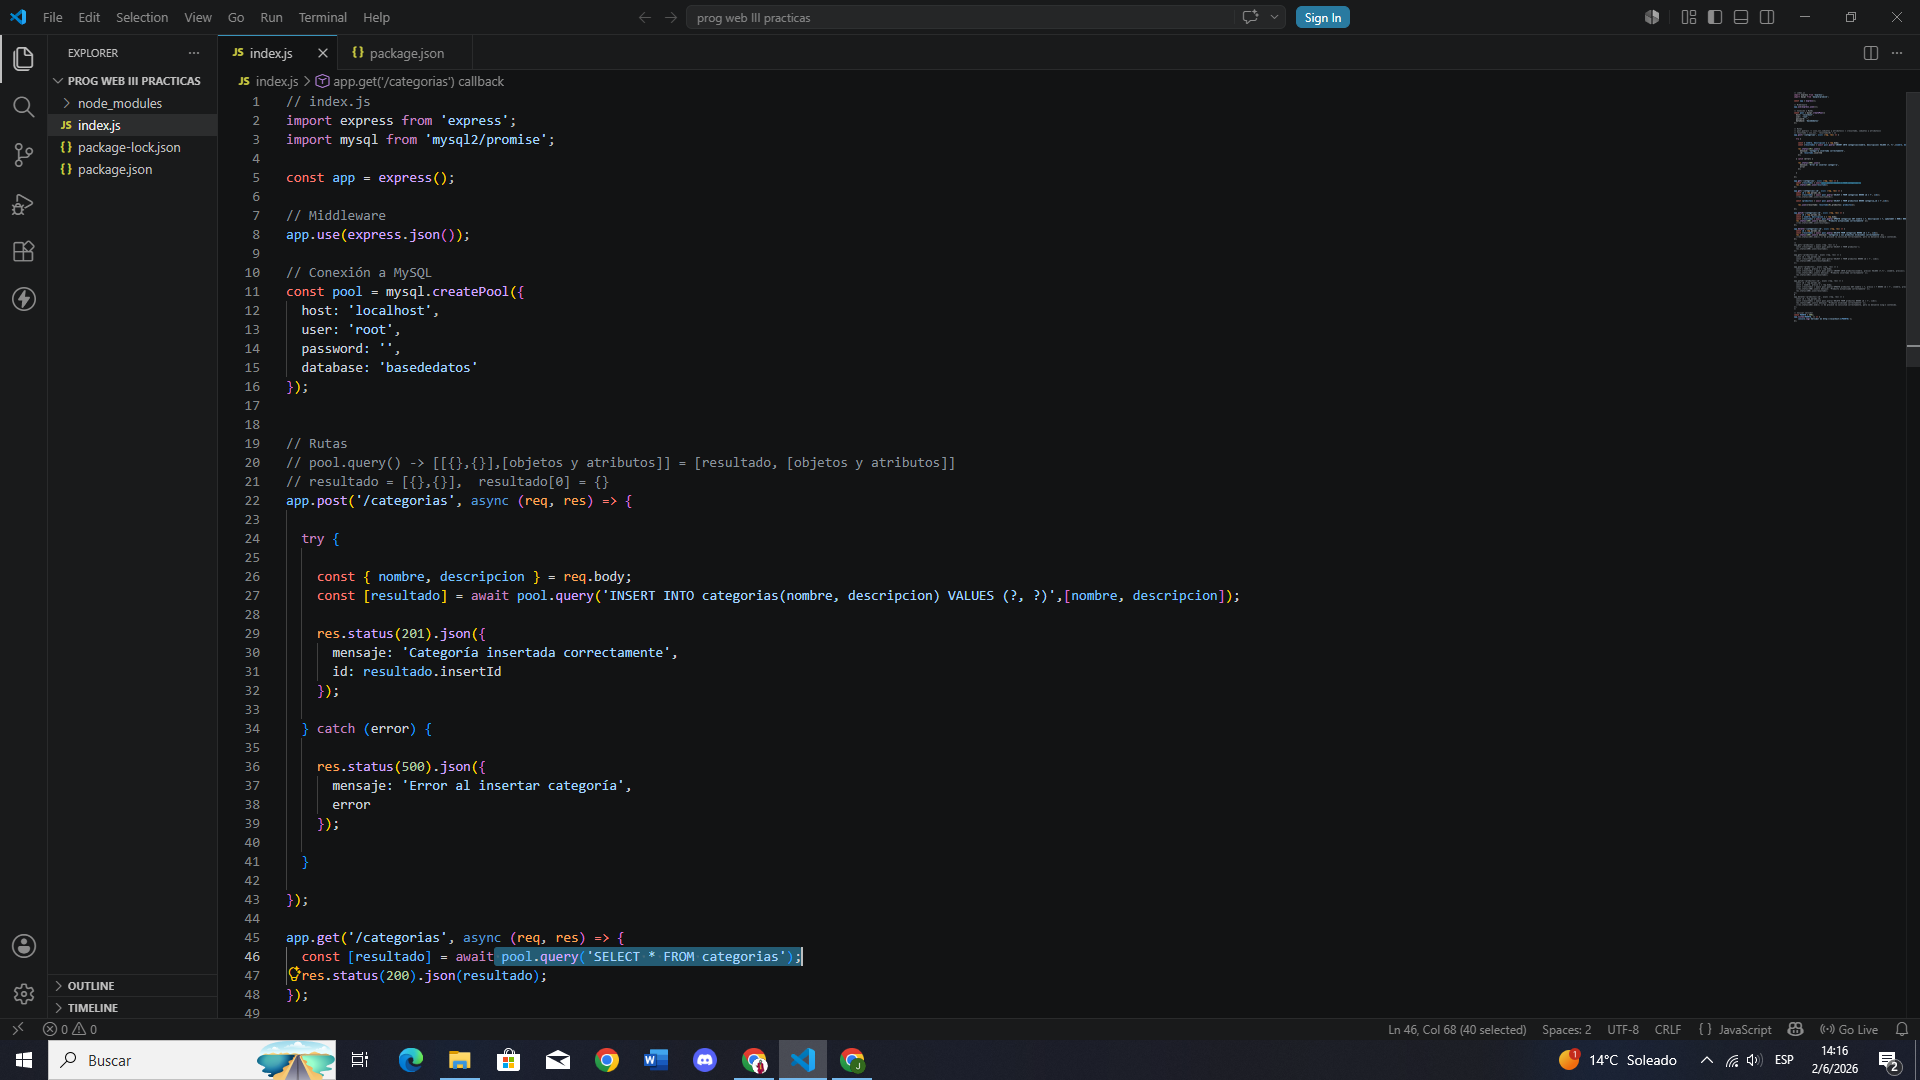 File Edit Selection View Go Run Terminal Help
prog web III practicas
Sign In
EXPLORER
PROG WEB III PRACTICAS
node_modules
JS index.js
{} package-lock.json
{} package.json
OUTLINE
TIMELINE
JS index.js
{} package.json
JS index.js > app.get('/categorias') callback
1 // index.js
2 import express from 'express';
3 import mysql from 'mysql2/promise';
4
5 const app = express();
6
7 // Middleware
8 app.use(express.json());
9
10 // Conexión a MySQL
11 const pool = mysql.createPool({
12 host: 'localhost',
13 user: 'root',
14 password: '',
15 database: 'basededatos'
16 });
17
18
19 // Rutas
20 // pool.query() -> [[{},{}],[objetos y atributos]] = [resultado, [objetos y atributos]]
21 // resultado = [{},{}],  resultado[0] = {}
22 app.post('/categorias', async (req, res) => {
23
24 try {
25
26 const { nombre, descripcion } = req.body;
27 const [resultado] = await pool.query('INSERT INTO categorias(nombre, descripcion) VALUES (?, ?)',[nombre, descripcion]);
28
29 res.status(201).json({
30 mensaje: 'Categoría insertada correctamente',
31 id: resultado.insertId
32 });
33
34 } catch (error) {
35
36 res.status(500).json({
37 mensaje: 'Error al insertar categoría',
38 error
39 });
40
41 }
42
43 });
44
45 app.get('/categorias', async (req, res) => {
46 const [resultado] = await pool.query('SELECT * FROM categorias');
47 res.status(200).json(resultado);
48 });
49
0 0
Ln 46, Col 68 (40 selected) Spaces: 2 UTF-8 CRLF {} JavaScript Go Live
Buscar
1
14°C Soleado
ESP
14:16
2/6/2026
2